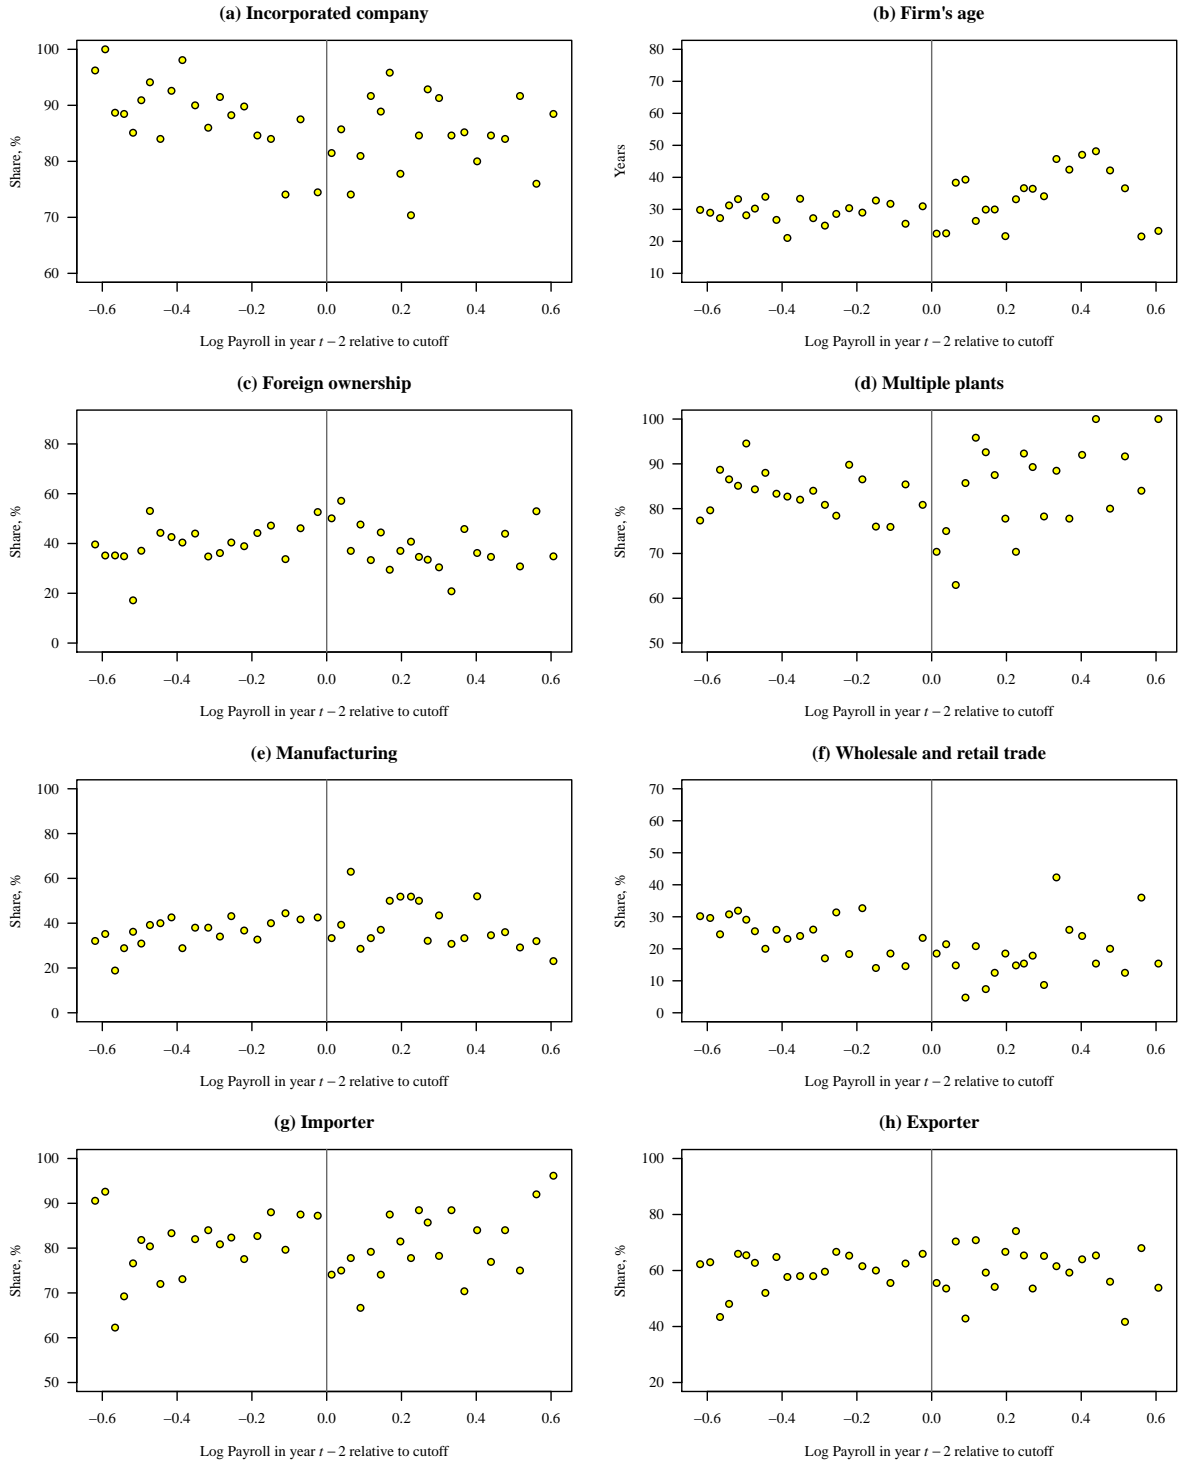 (a) Incorporated company
Share, %
100
90
80
70
60
−0.6 −0.4 −0.2 0.0 0.2 0.4 0.6
Log Payroll in year t − 2 relative to cutoff
(b) Firm's age
Years
80
70
60
50
40
30
20
10
−0.6 −0.4 −0.2 0.0 0.2 0.4 0.6
Log Payroll in year t − 2 relative to cutoff
(c) Foreign ownership
Share, %
80
60
40
20
0
−0.6 −0.4 −0.2 0.0 0.2 0.4 0.6
Log Payroll in year t − 2 relative to cutoff
(d) Multiple plants
Share, %
100
90
80
70
60
50
−0.6 −0.4 −0.2 0.0 0.2 0.4 0.6
Log Payroll in year t − 2 relative to cutoff
(e) Manufacturing
Share, %
100
80
60
40
20
0
−0.6 −0.4 −0.2 0.0 0.2 0.4 0.6
Log Payroll in year t − 2 relative to cutoff
(f) Wholesale and retail trade
Share, %
70
60
50
40
30
20
10
0
−0.6 −0.4 −0.2 0.0 0.2 0.4 0.6
Log Payroll in year t − 2 relative to cutoff
(g) Importer
Share, %
100
90
80
70
60
50
−0.6 −0.4 −0.2 0.0 0.2 0.4 0.6
Log Payroll in year t − 2 relative to cutoff
(h) Exporter
Share, %
100
80
60
40
20
−0.6 −0.4 −0.2 0.0 0.2 0.4 0.6
Log Payroll in year t − 2 relative to cutoff